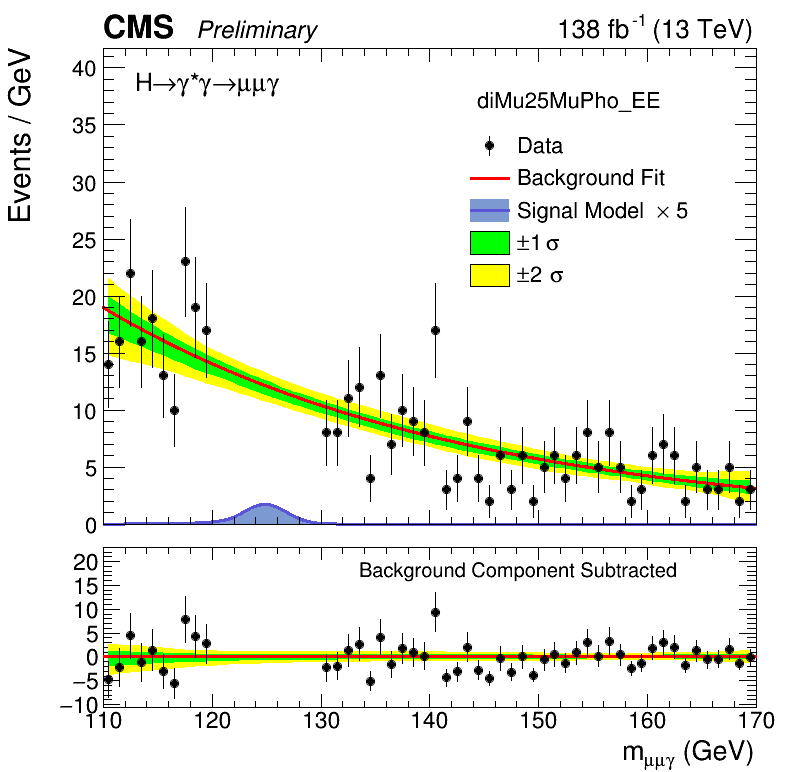 CMS Preliminary 138 fb⁻¹ (13 TeV)
Events / GeV
H→γ*γ→μμγ
diMu25MuPho_EE
Data
Background Fit
Signal Model × 5
±1 σ
±2 σ
40
35
30
25
20
15
10
5
0
Background Component Subtracted
20
15
10
5
0
−5
−10
110 120 130 140 150 160 170
m_μμγ (GeV)